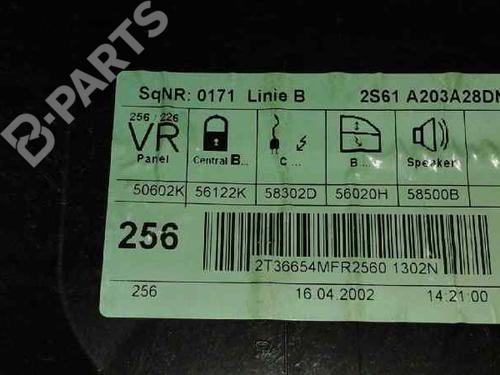 B-PARTS
SqNR: 0171 Linie B 2S61 A203A28DN
256 / 226
VR
Panel
Central B...
C ...
B ...
Speaker
50602K 56122K 58302D 56020H 58500B
256
2T36654MFR2560 1302N
256 16.04.2002 14:21:00